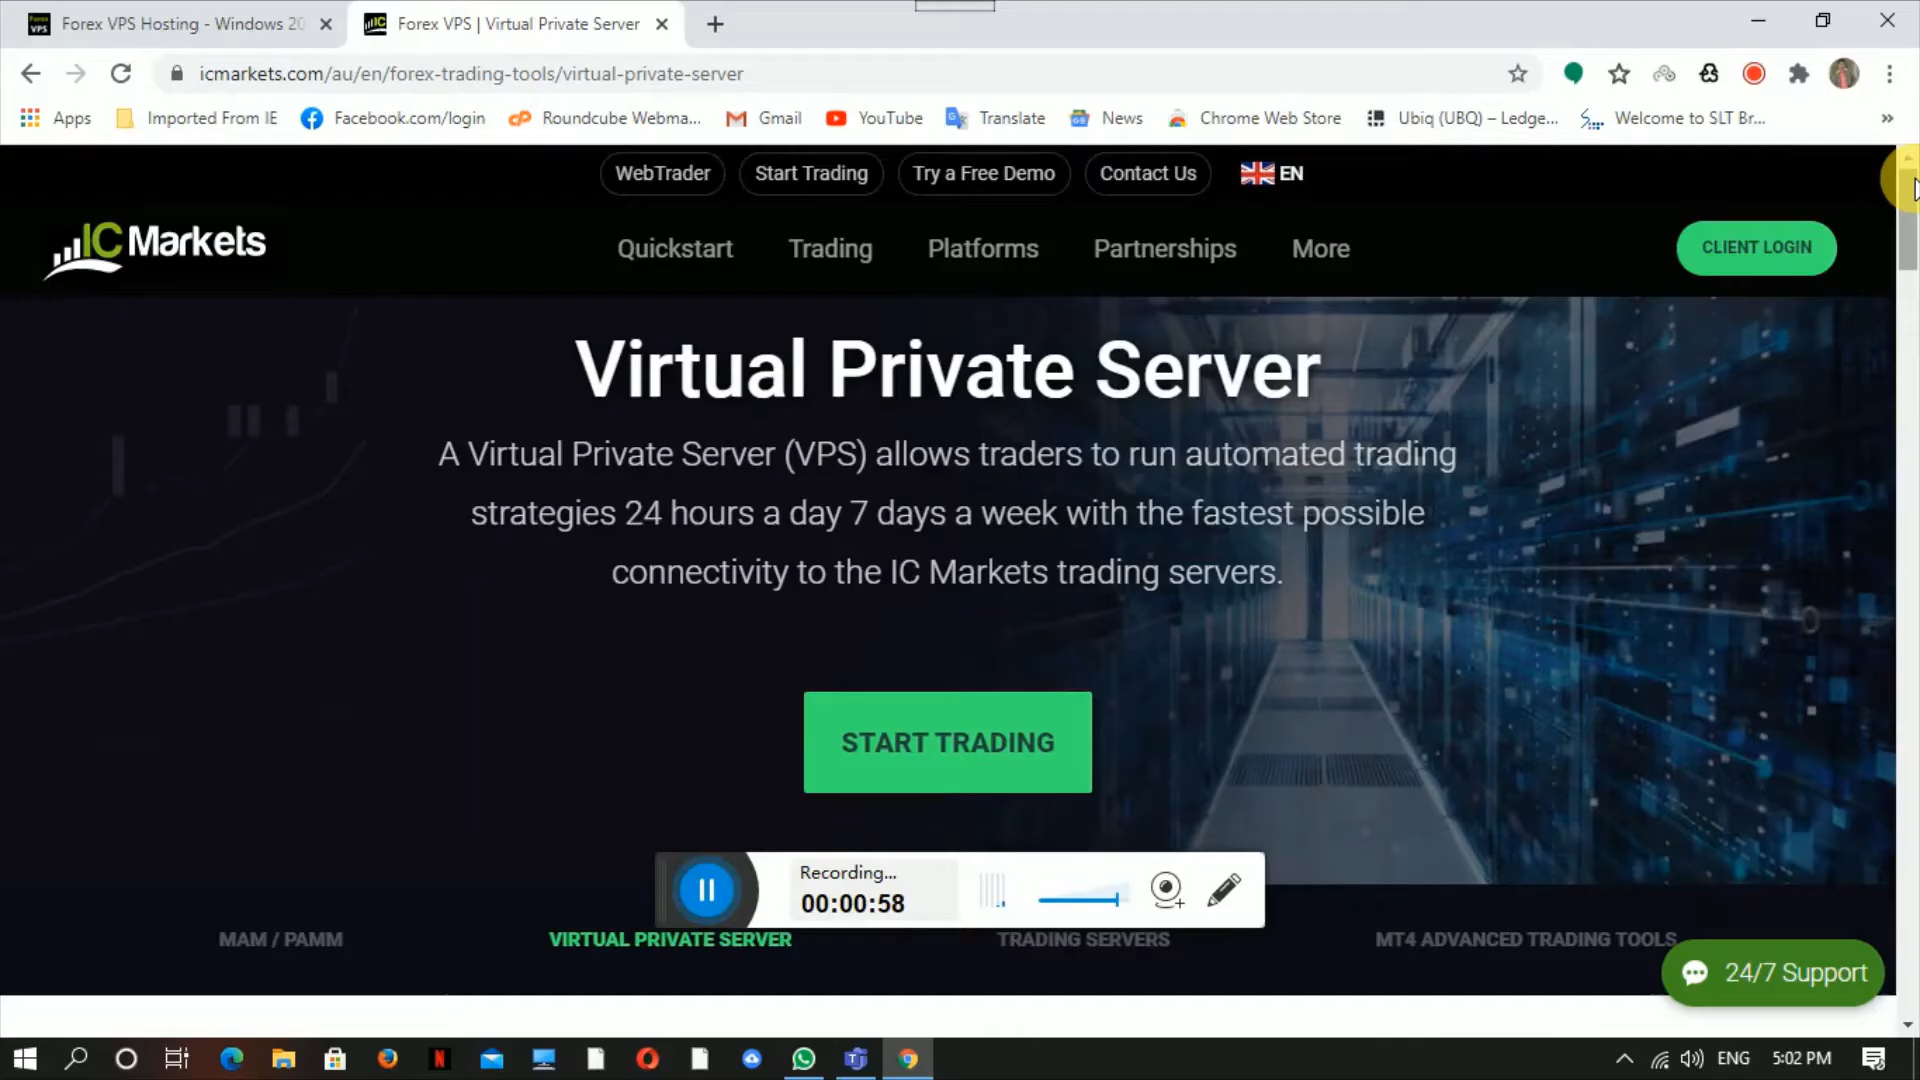 Forex VPS Hosting - Windows 20
Forex VPS | Virtual Private Server
icmarkets.com/au/en/forex-trading-tools/virtual-private-server
Apps
Imported From IE
Facebook.com/login
Roundcube Webma...
Gmail
YouTube
Translate
News
Chrome Web Store
Ubiq (UBQ) – Ledge...
Welcome to SLT Br...
WebTrader
Start Trading
Try a Free Demo
Contact Us
EN
IC Markets
Quickstart
Trading
Platforms
Partnerships
More
CLIENT LOGIN
Virtual Private Server
A Virtual Private Server (VPS) allows traders to run automated trading
strategies 24 hours a day 7 days a week with the fastest possible
connectivity to the IC Markets trading servers.
START TRADING
Recording...
00:00:58
MAM / PAMM
VIRTUAL PRIVATE SERVER
TRADING SERVERS
MT4 ADVANCED TRADING TOOLS
24/7 Support
ENG
5:02 PM